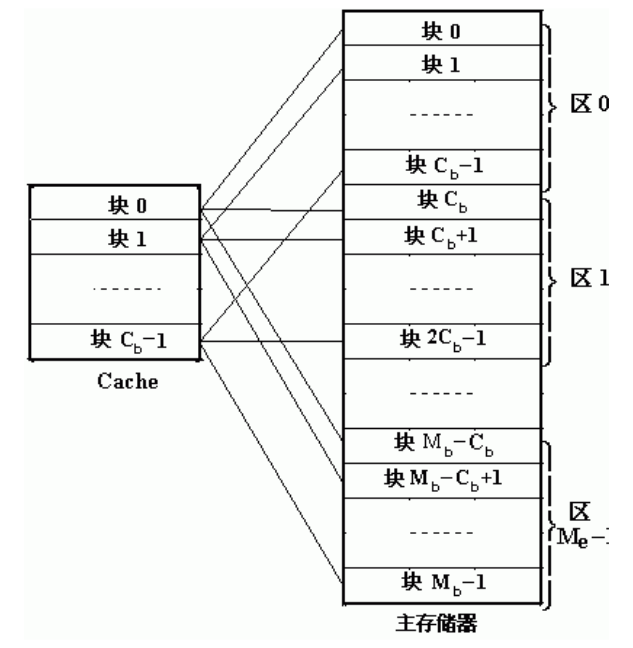 块 0
块 1
------
块 C_b-1
块 C_b
块 C_b+1
------
块 2C_b-1
------
块 M_b-C_b
块 M_b-C_b+1
------
块 M_b-1
主存储器
区 0
区 1
区
M_e-1
块 0
块 1
-------
块 C_b-1
Cache